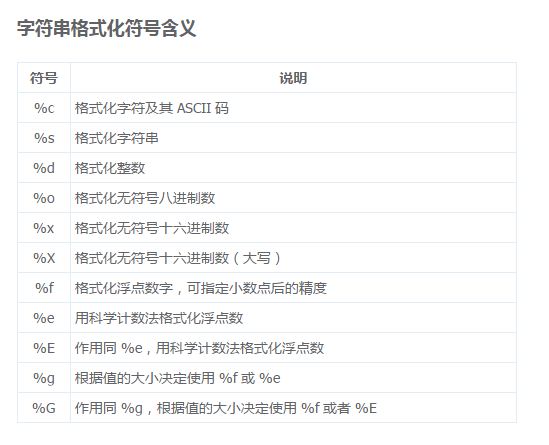 字符串格式化符号含义
符号 说明
%c 格式化字符及其 ASCII 码
%s 格式化字符串
%d 格式化整数
%o 格式化无符号八进制数
%x 格式化无符号十六进制数
%X 格式化无符号十六进制数（大写）
%f 格式化浮点数字，可指定小数点后的精度
%e 用科学计数法格式化浮点数
%E 作用同 %e，用科学计数法格式化浮点数
%g 根据值的大小决定使用 %f 或 %e
%G 作用同 %g，根据值的大小决定使用 %f 或者 %E